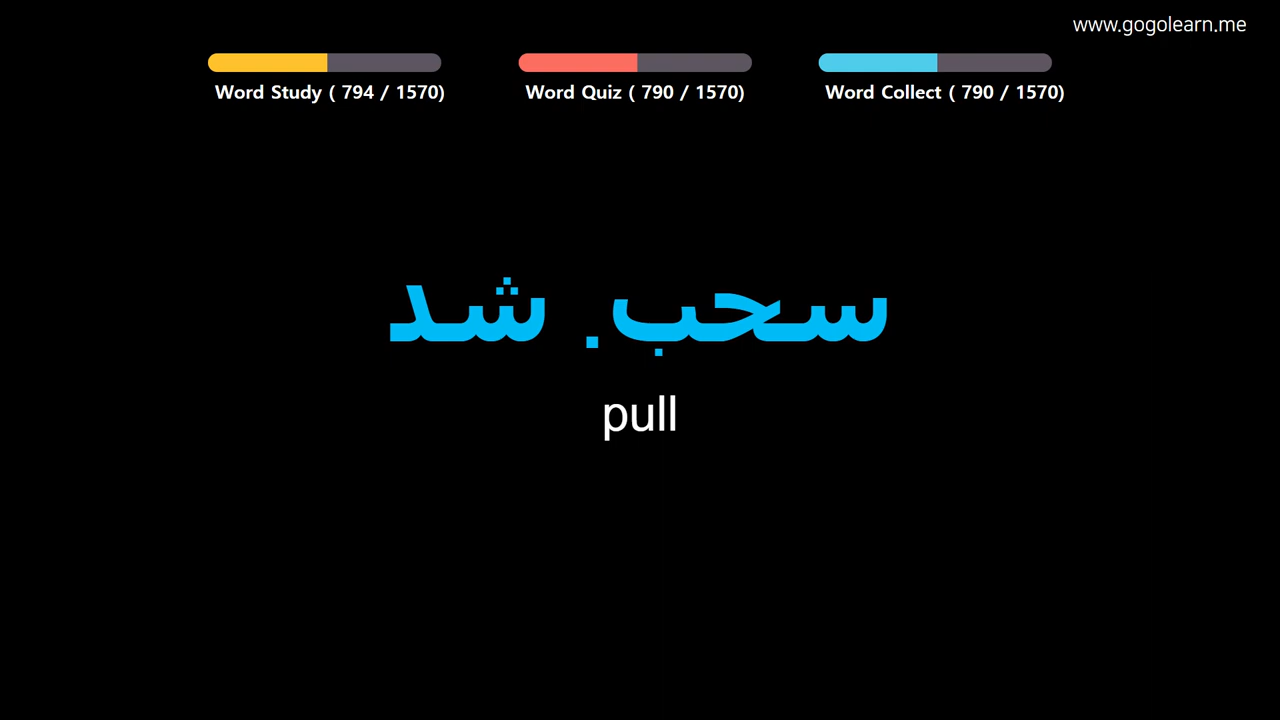 www.gogolearn.me
Word Study ( 794 / 1570)
Word Quiz ( 790 / 1570)
Word Collect ( 790 / 1570)
سحب. شد
pull